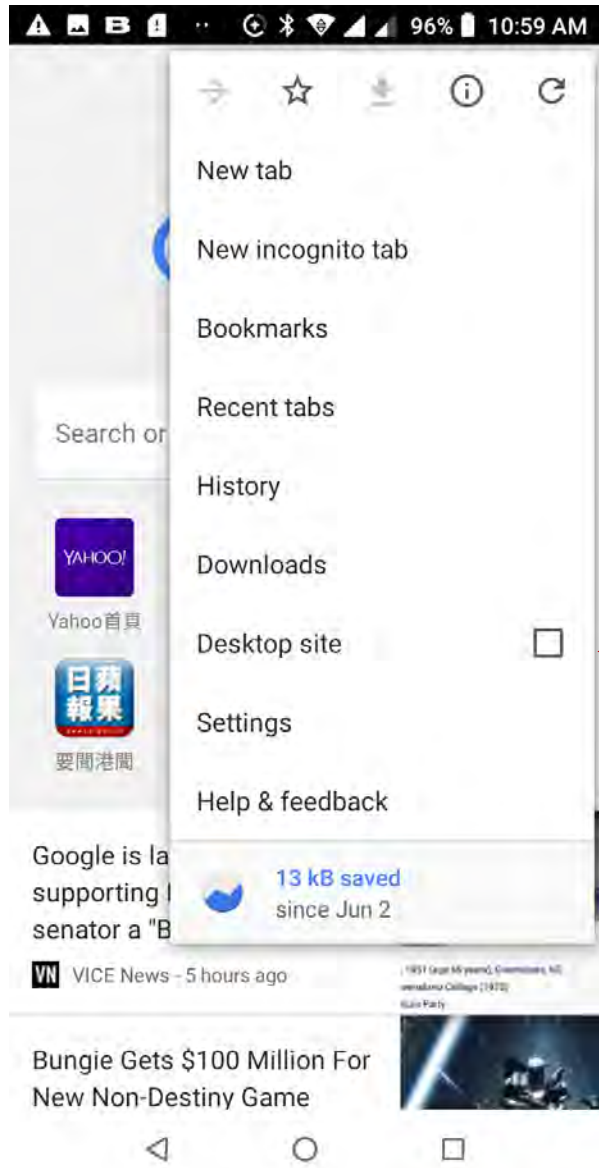 96% 10:59 AM
New tab
New incognito tab
Bookmarks
Recent tabs
Search or
History
YAHOO!
Yahoo首頁
Downloads
Desktop site
日蘋
報果
要聞港聞
Settings
Help & feedback
Google is la
supporting
senator a "B
13 kB saved
since Jun 2
VN VICE News - 5 hours ago
Bungie Gets $100 Million For
New Non-Destiny Game